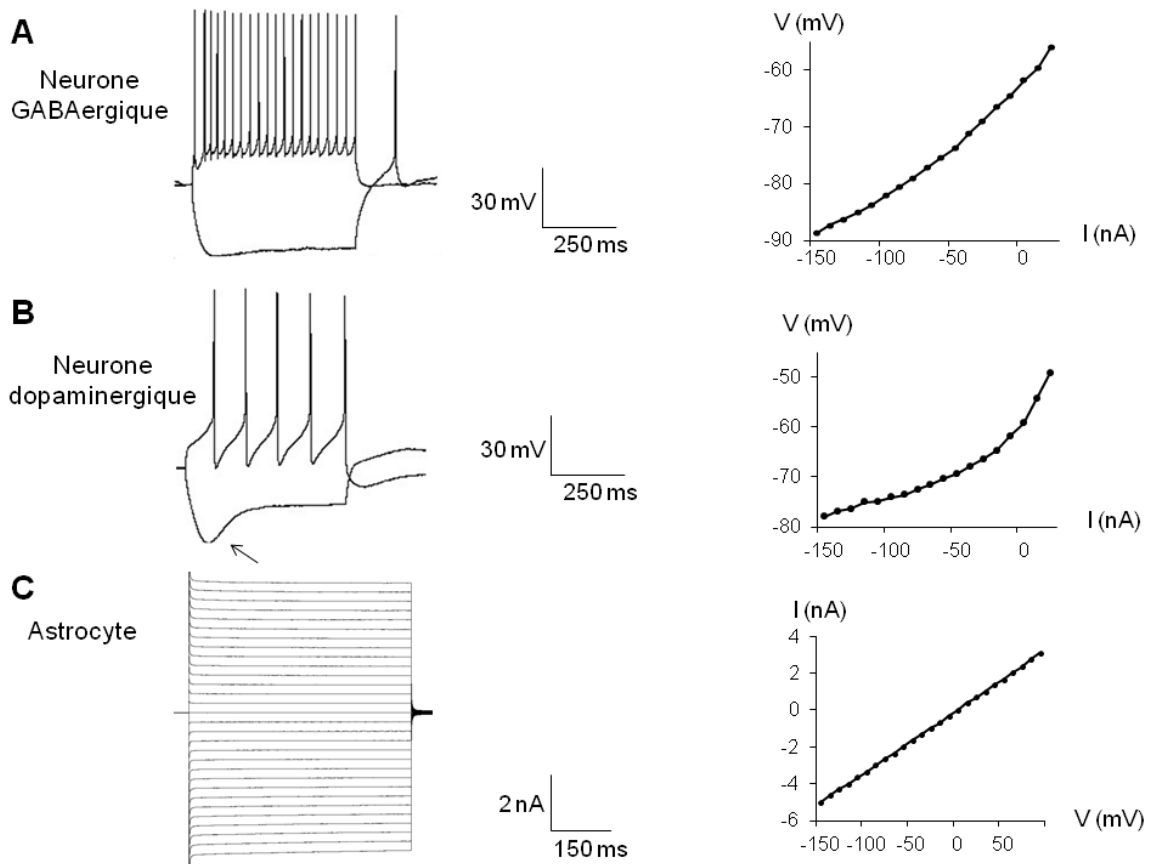 A
Neurone
GABAergique
30 mV
250 ms
V (mV)
-60
-70
-80
-90
-150
-100
-50
0
I (nA)
B
Neurone
dopaminergique
30 mV
250 ms
V (mV)
-50
-60
-70
-80
-150
-100
-50
0
I (nA)
C
Astrocyte
2 nA
150 ms
I (nA)
4
2
0
-2
-4
-6
-150
-100
-50
0
50
V (mV)